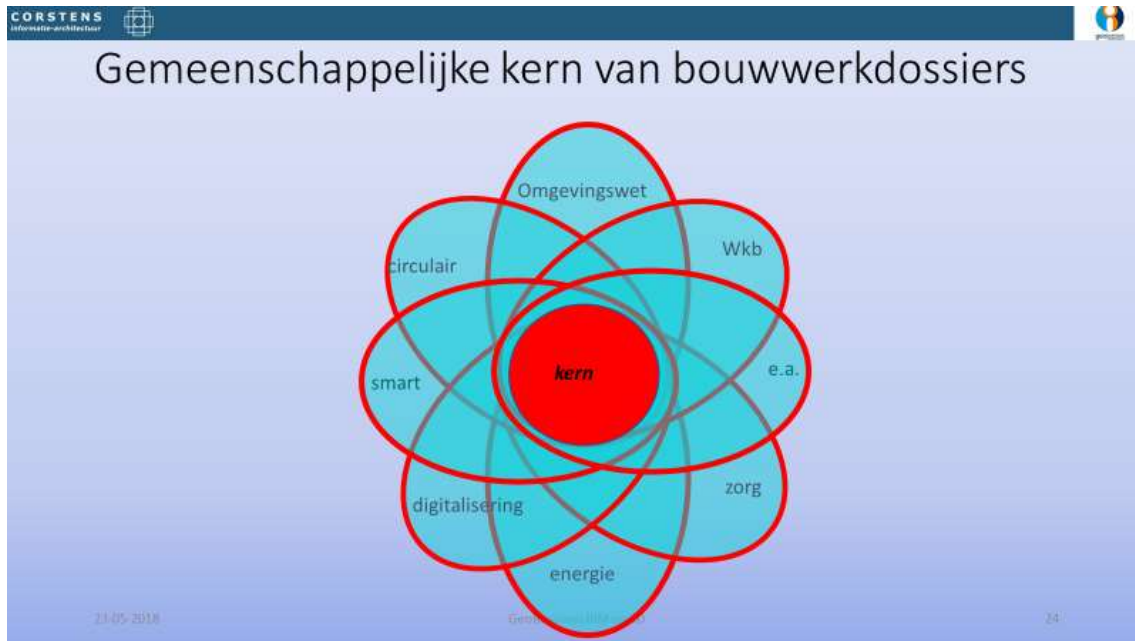 CORSTENS
informatie-architectuur
Gemeenschappelijke kern van bouwwerkdossiers
Omgevingswet
circulair
Wkb
smart
kern
e.a.
digitalisering
zorg
energie
23-05-2018
24